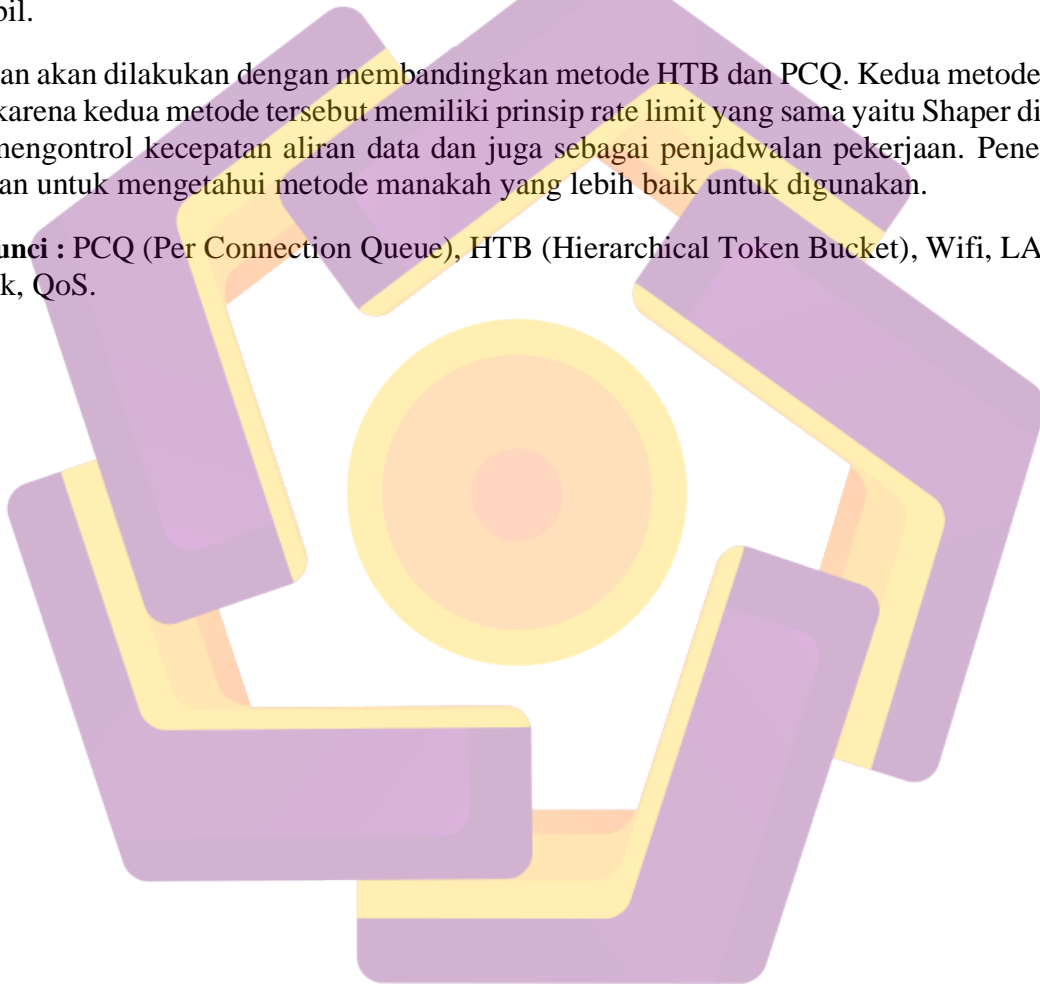 bil.
an akan dilakukan dengan membandingkan metode HTB dan PCQ. Kedua metode
karena kedua metode tersebut memiliki prinsip rate limit yang sama yaitu Shaper di
mengontrol kecepatan aliran data dan juga sebagai penjadwalan pekerjaan. Pene
an untuk mengetahui metode manakah yang lebih baik untuk digunakan.
unci : PCQ (Per Connection Queue), HTB (Hierarchical Token Bucket), Wifi, LA
k, QoS.